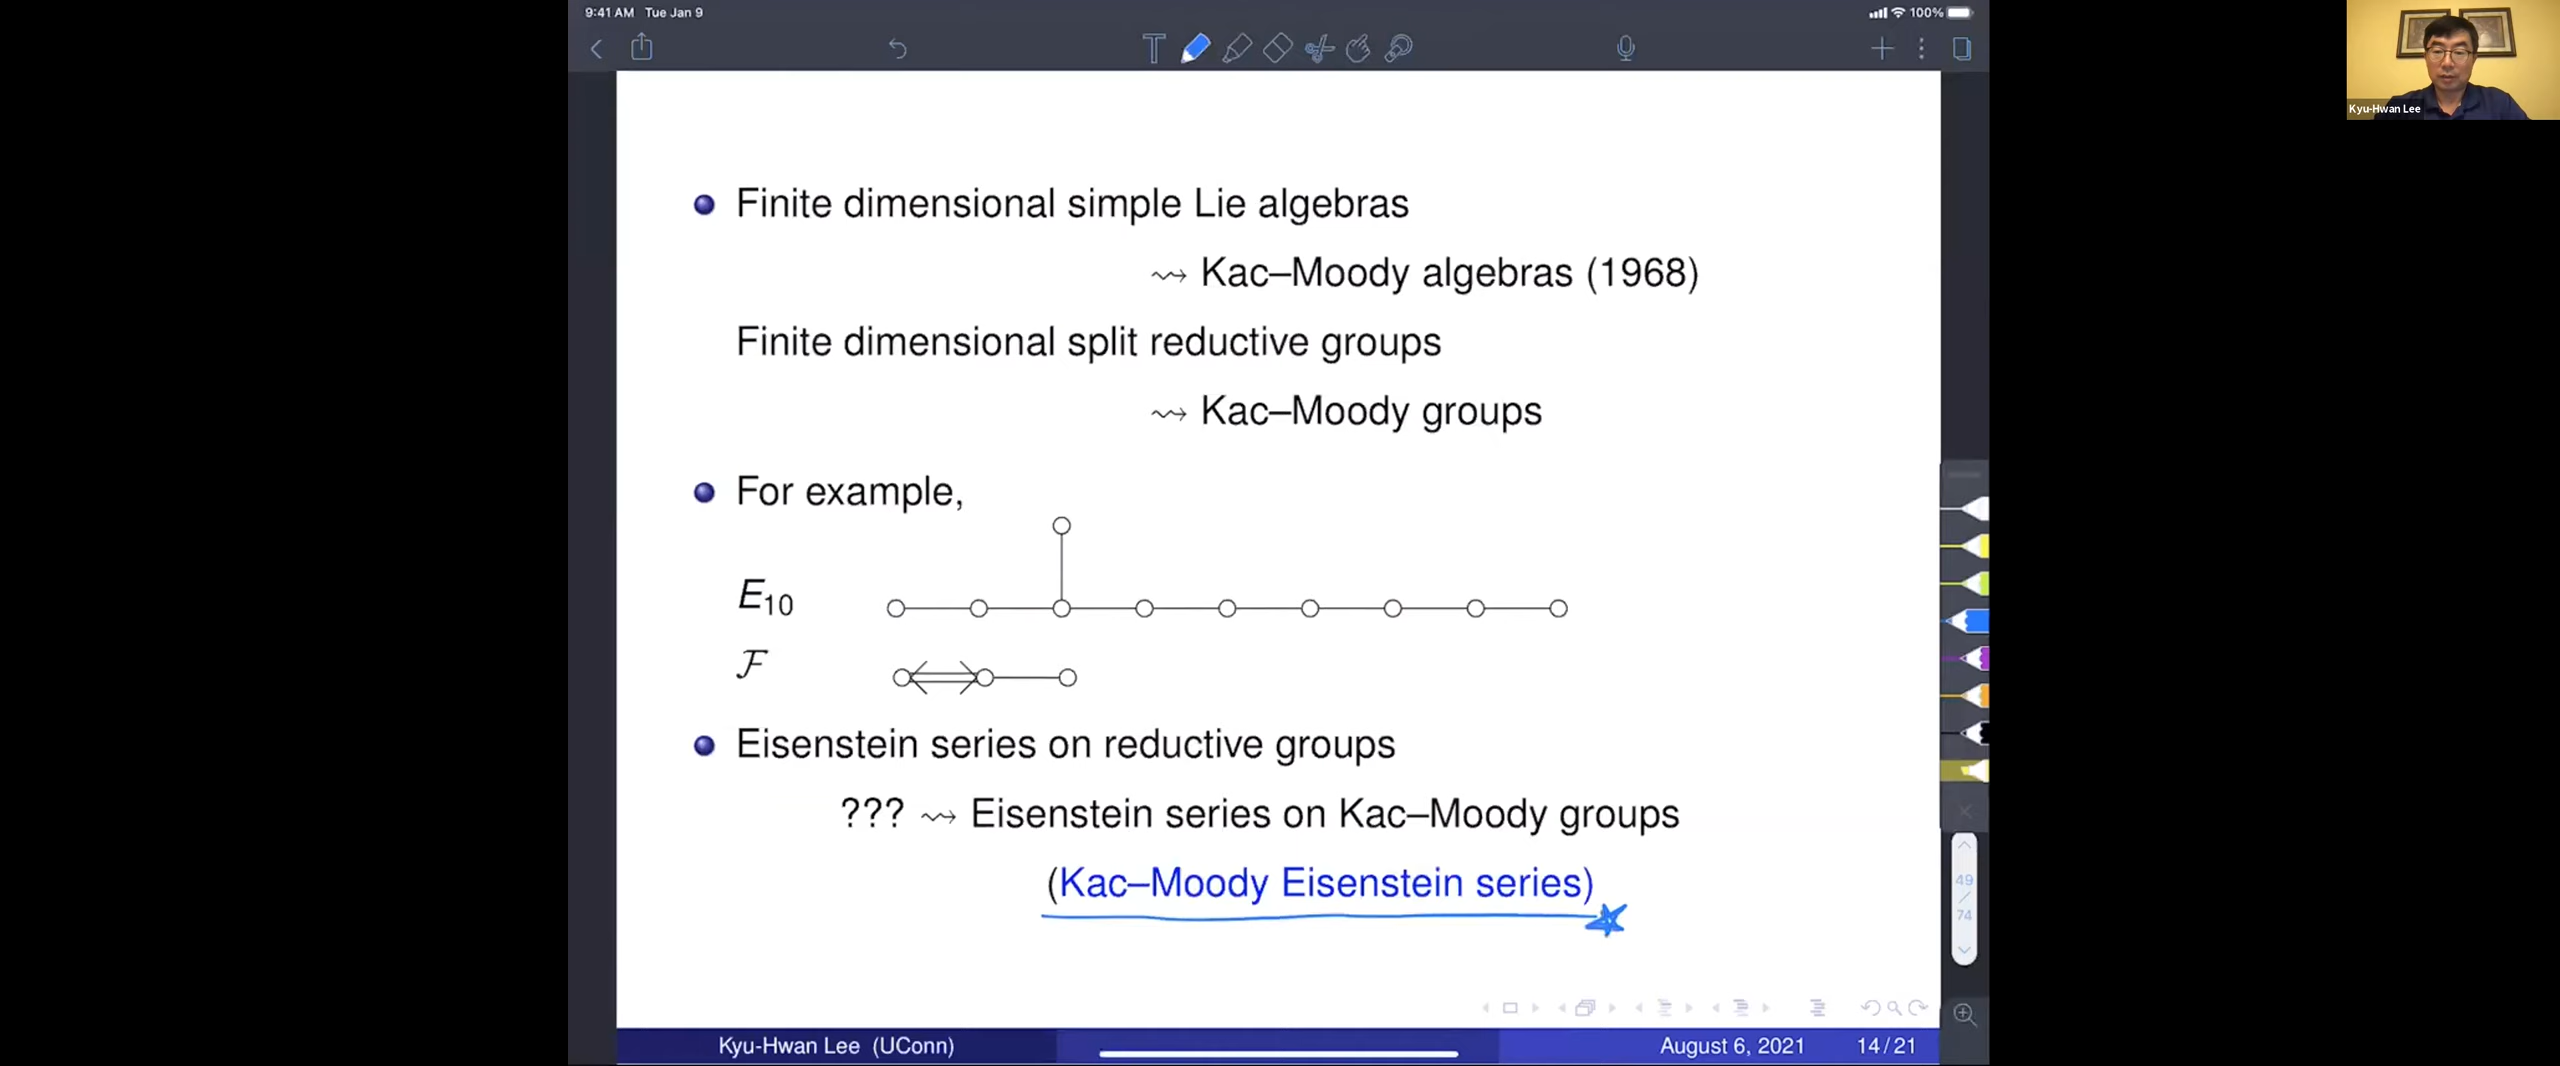 9:41 AM Tue Jan 9
100%
Kyu-Hwan Lee
Finite dimensional simple Lie algebras
⇝ Kac–Moody algebras (1968)
Finite dimensional split reductive groups
⇝ Kac–Moody groups
For example,
E₁₀
ℱ
Eisenstein series on reductive groups
??? ⇝ Eisenstein series on Kac–Moody groups
(Kac–Moody Eisenstein series)
49
/
74
Kyu-Hwan Lee (UConn)
August 6, 2021
14/21